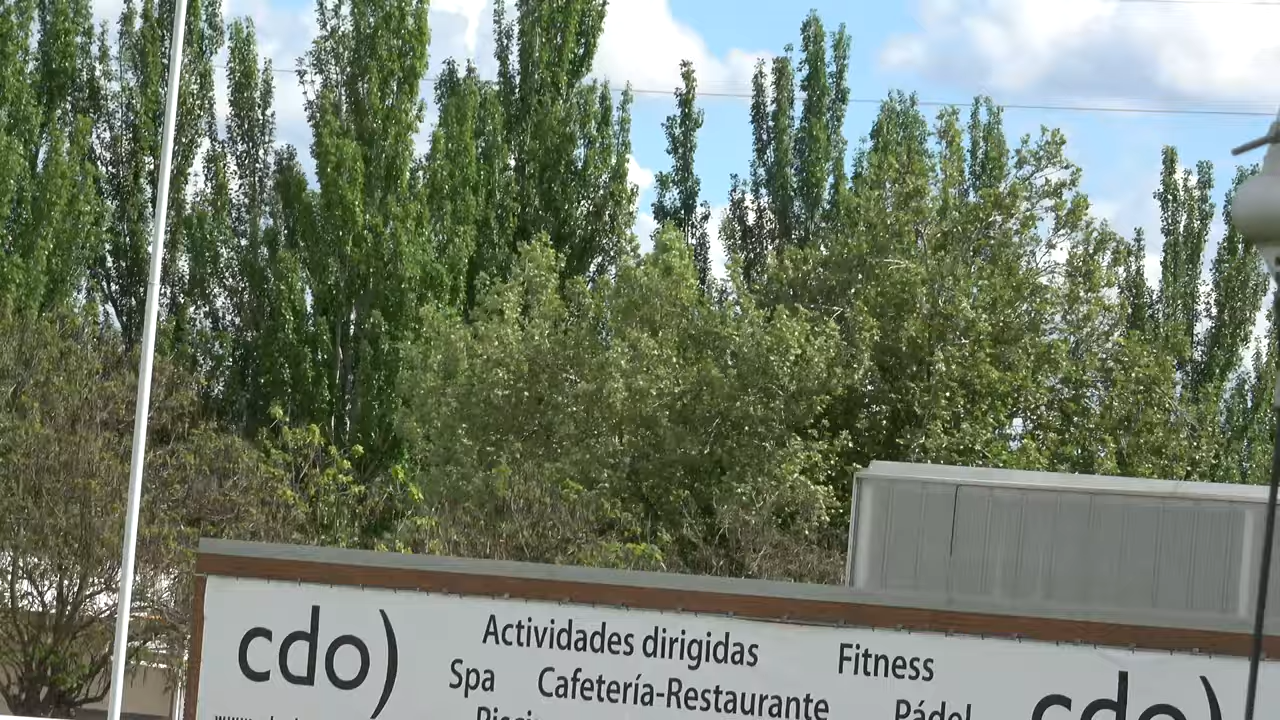 cdo)
Actividades dirigidas Fitness
Spa Cafetería-Restaurante Pádel
cdo)